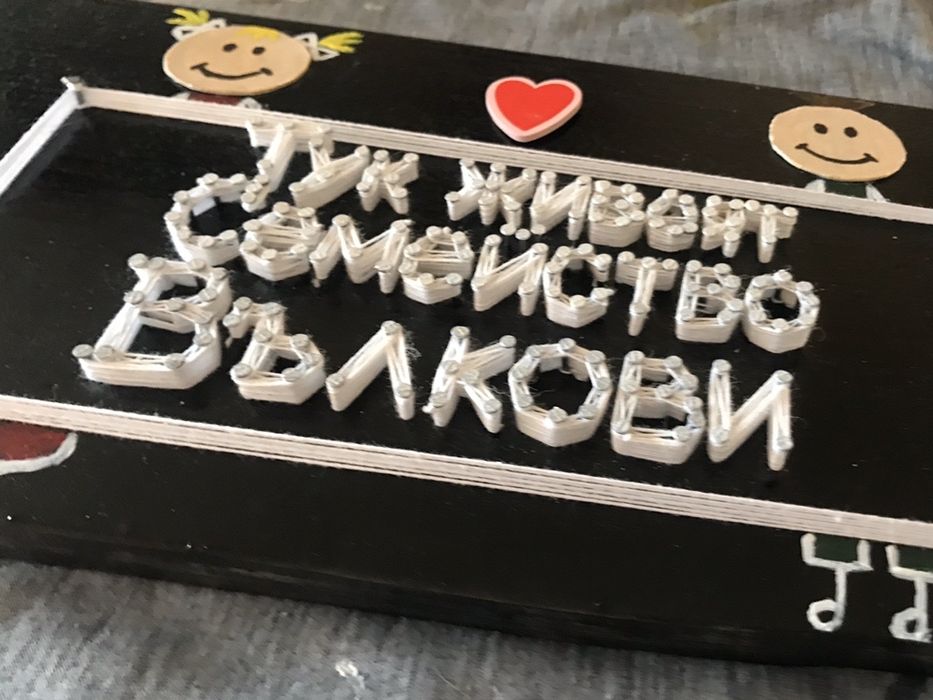 Тук живеят
Семейство
Вълкови